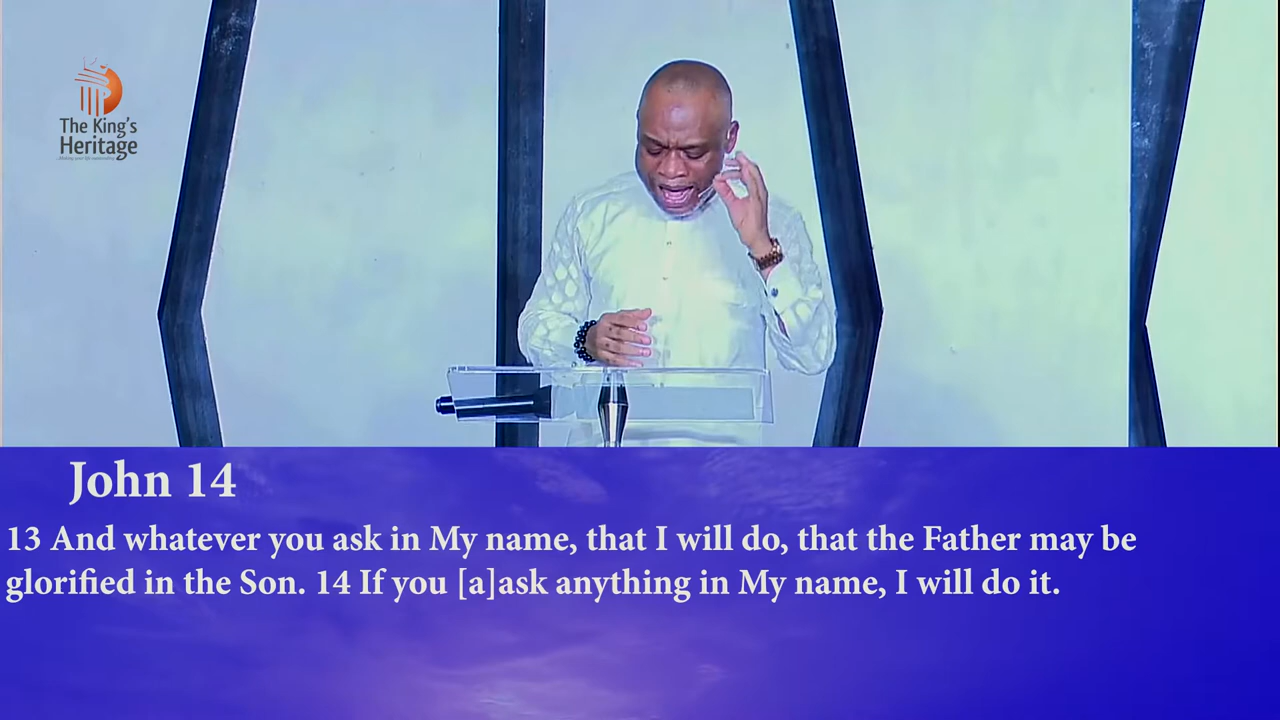 The King's
Heritage
John 14
13 And whatever you ask in My name, that I will do, that the Father may be
glorified in the Son. 14 If you [a]ask anything in My name, I will do it.